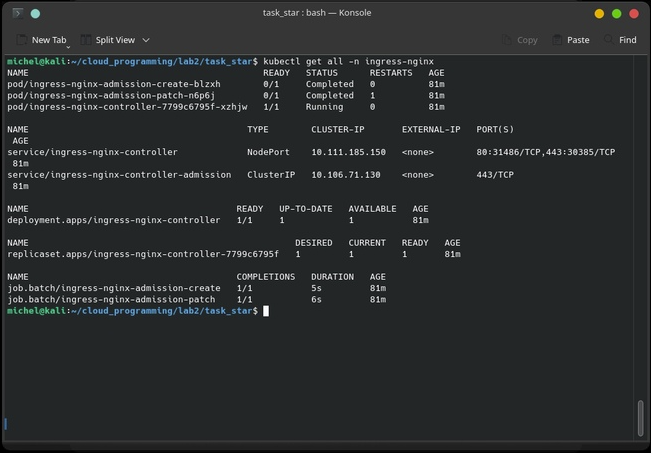 task_star : bash — Konsole
New Tab Split View Copy Paste Find
michel@kali:~/cloud_programming/lab2/task_star$ kubectl get all -n ingress-nginx
NAME READY STATUS RESTARTS AGE
pod/ingress-nginx-admission-create-blzxh 0/1 Completed 0 81m
pod/ingress-nginx-admission-patch-n6p6j 0/1 Completed 1 81m
pod/ingress-nginx-controller-7799c6795f-xzhjw 1/1 Running 0 81m
NAME TYPE CLUSTER-IP EXTERNAL-IP PORT(S)
AGE
service/ingress-nginx-controller NodePort 10.111.185.150 <none> 80:31486/TCP,443:30385/TCP
81m
service/ingress-nginx-controller-admission ClusterIP 10.106.71.130 <none> 443/TCP
81m
NAME READY UP-TO-DATE AVAILABLE AGE
deployment.apps/ingress-nginx-controller 1/1 1 1 81m
NAME DESIRED CURRENT READY AGE
replicaset.apps/ingress-nginx-controller-7799c6795f 1 1 1 81m
NAME COMPLETIONS DURATION AGE
job.batch/ingress-nginx-admission-create 1/1 5s 81m
job.batch/ingress-nginx-admission-patch 1/1 6s 81m
michel@kali:~/cloud_programming/lab2/task_star$